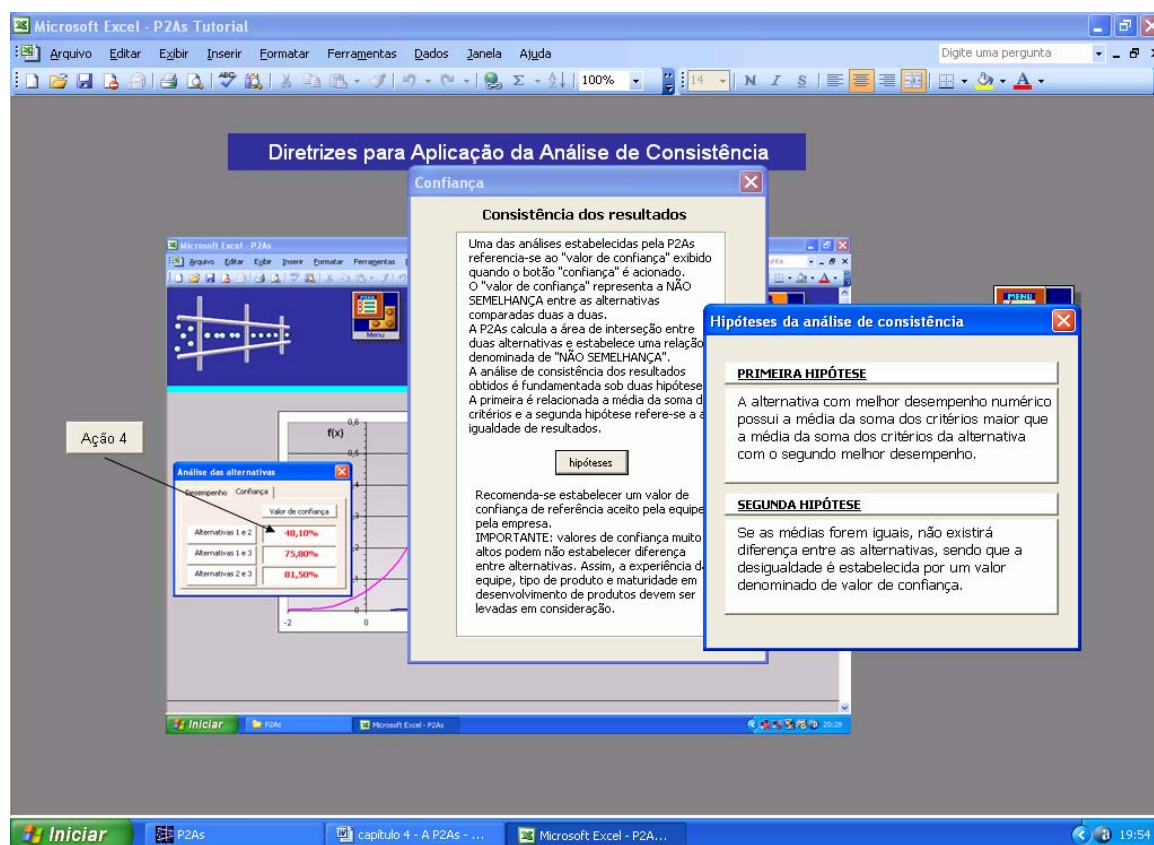 Microsoft Excel - P2As Tutorial
Arquivo Editar Exibir Inserir Formatar Ferramentas Dados Janela Ajuda
Digite uma pergunta
100%
14
N I S
Diretrizes para Aplicação da Análise de Consistência
Confiança
Consistência dos resultados
Uma das análises estabelecidas pela P2As
referencia-se ao "valor de confiança" exibido
quando o botão "confiança" é acionado.
O "valor de confiança" representa a NÃO
SEMELHANÇA entre as alternativas
comparadas duas a duas.
A P2As calcula a área de interseção entre
duas alternativas e estabelece uma relação
denominada de "NÃO SEMELHANÇA".
A análise de consistência dos resultados
obtidos é fundamentada sob duas hipótese
A primeira é relacionada a média da soma d
critérios e a segunda hipótese refere-se a a
igualdade de resultados.
hipóteses
Recomenda-se estabelecer um valor de
confiança de referência aceito pela equipe
pela empresa.
IMPORTANTE: valores de confiança muito
altos podem não estabelecer diferença
entre alternativas. Assim, a experiência da
equipe, tipo de produto e maturidade em
desenvolvimento de produtos devem ser
levadas em consideração.
Hipóteses da análise de consistência
PRIMEIRA HIPÓTESE
A alternativa com melhor desempenho numérico
possui a média da soma dos critérios maior que
a média da soma dos critérios da alternativa
com o segundo melhor desempenho.
SEGUNDA HIPÓTESE
Se as médias forem iguais, não existirá
diferença entre as alternativas, sendo que a
desigualdade é estabelecida por um valor
denominado de valor de confiança.
MENU
Microsoft Excel - P2As
Arquivo Editar Exibir Inserir Formatar Ferramentas
Menu
Ação 4
f(x)
0,6
0,5
-2
0
Análise das alternativas
Desempenho Confiança
Valor de confiança
Alternativas 1 e 2 48,10%
Alternativas 1 e 3 75,80%
Alternativas 2 e 3 81,50%
Iniciar P2As Microsoft Excel - P2As 20:28
Iniciar P2As capítulo 4 - A P2As - ... Microsoft Excel - P2A... 19:54